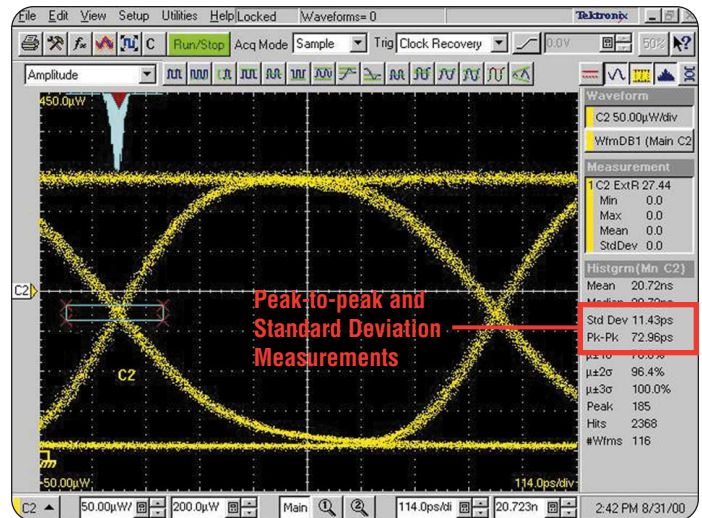 File Edit View Setup Utilities Help Locked Waveforms= 0 Tektronix
C Run/Stop Acq Mode Sample Trig Clock Recovery 0.0V 50%
Amplitude
450.0µW
Waveform
C2 50.00µW/div
WfmDB1 (Main C2
Measurement
1 C2 ExtR 27.44
Min 0.0
Max 0.0
Mean 0.0
StdDev 0.0
Histgrm(Mn C2)
Mean 20.72ns
Median 20.72ns
Std Dev 11.43ps
Pk-Pk 72.96ps
µ±2σ 96.4%
µ±3σ 100.0%
Peak 185
Hits 2368
#Wfms 116
C2
Peak-to-peak and
Standard Deviation
Measurements
C2
-50.00µW
114.0ps/div
C2 50.00µW/ 200.0µW Main 1 2 114.0ps/di 20.723n 2:42 PM 8/31/00